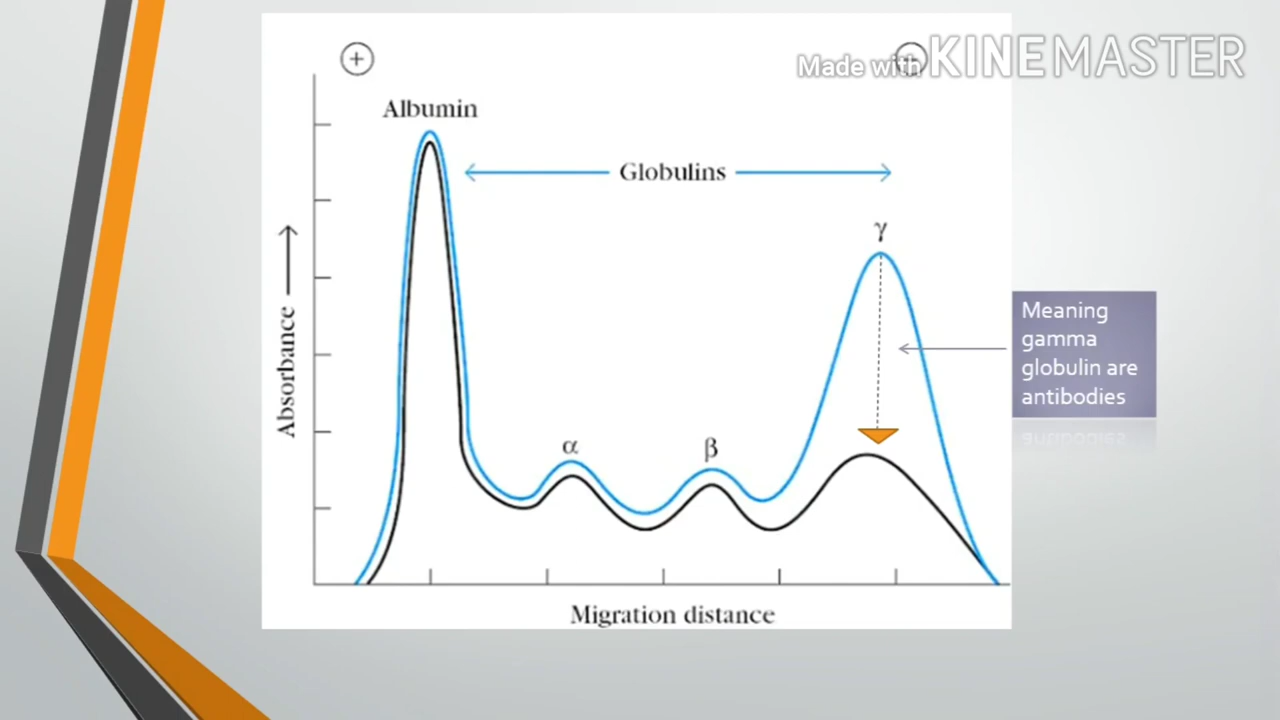 Made with KINEMASTER
+
Albumin
Globulins
γ
Absorbance
α
β
Meaning
gamma
globulin are
antibodies
Migration distance